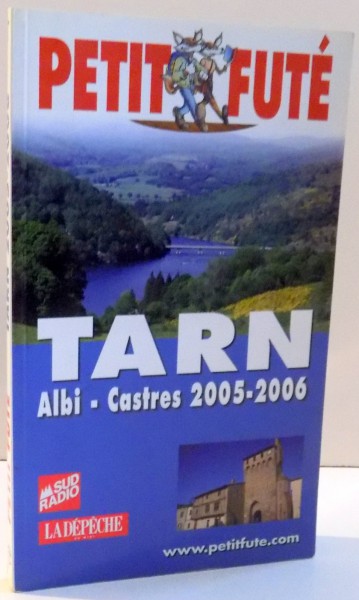 PETIT FUTÉ
TARN
Albi - Castres 2005-2006
SUD
RADIO
LA DÉPÊCHE
www.petitfute.com